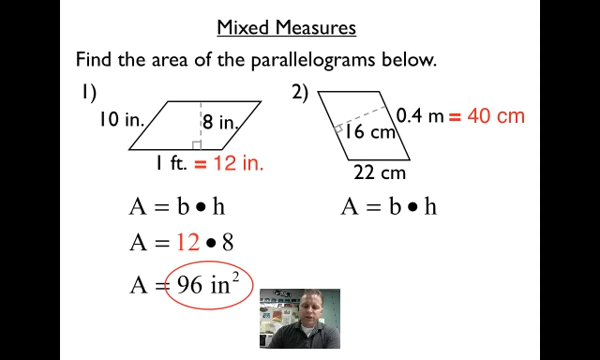 Mixed Measures
Find the area of the parallelograms below.
1)
10 in.
8 in.
1 ft. = 12 in.
A = b • h
A = 12 • 8
A = 96 in²
2)
0.4 m = 40 cm
16 cm
22 cm
A = b • h